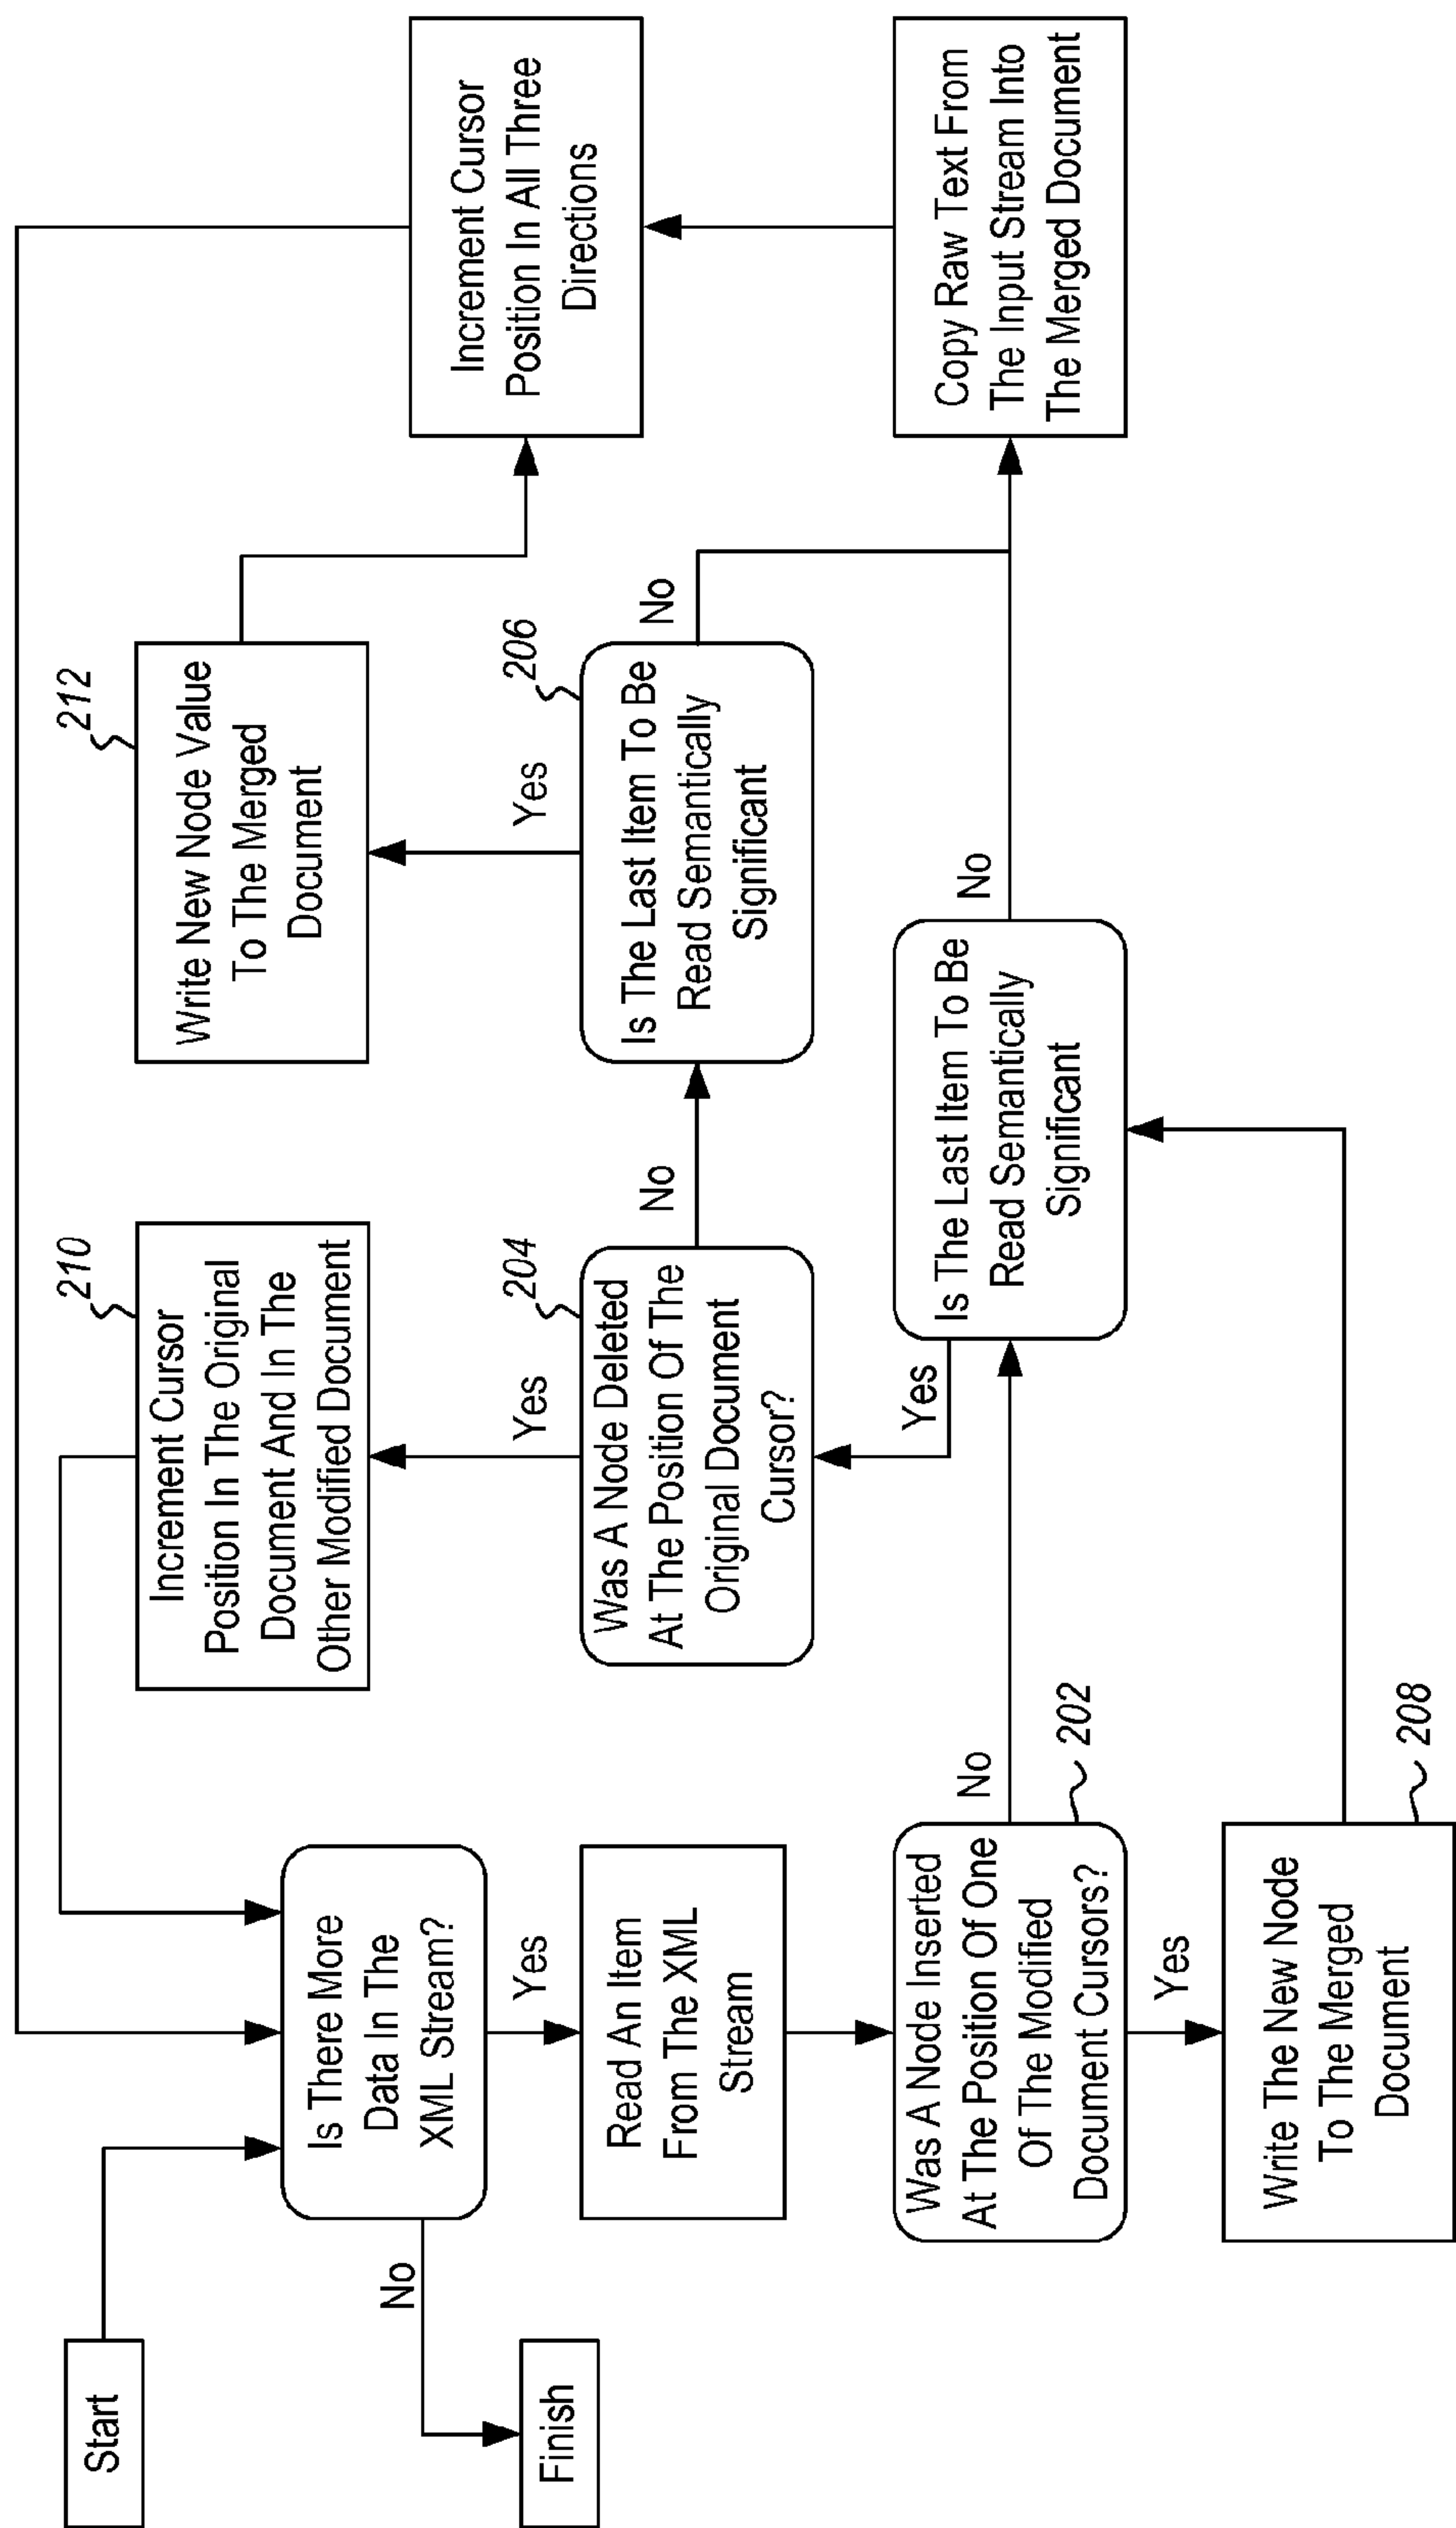 Start
Is There More
Data In The
XML Stream?
No
Finish
Yes
Read An Item
From The XML
Stream
Was A Node Inserted
At The Position Of One
Of The Modified
Document Cursors?
202
No
Yes
Write The New Node
To The Merged
Document
208
Increment Cursor
Position In The Original
Document And In The
Other Modified Document
210
Yes
Was A Node Deleted
At The Position Of The
Original Document
Cursor?
204
No
Yes
Is The Last Item To Be
Read Semantically
Significant
No
Write New Node Value
To The Merged
Document
212
Yes
Is The Last Item To Be
Read Semantically
Significant
206
No
Increment Cursor
Position In All Three
Directions
Copy Raw Text From
The Input Stream Into
The Merged Document